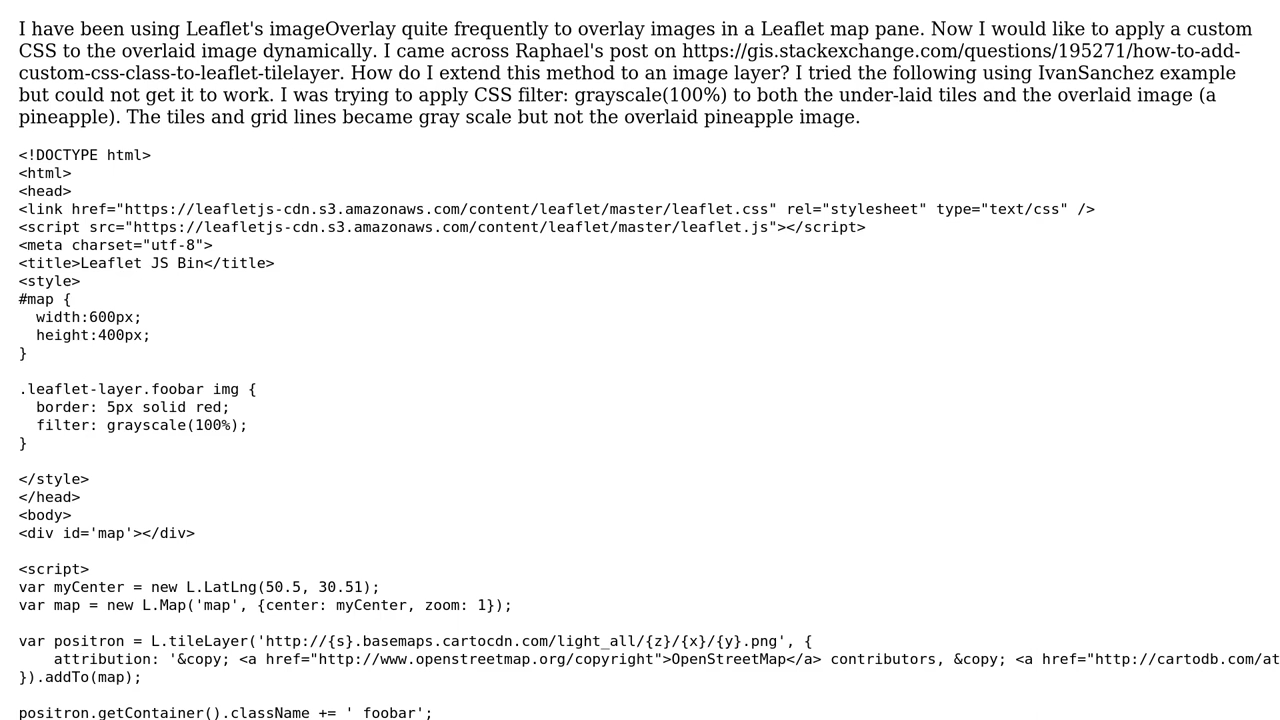 I have been using Leaflet's imageOverlay quite frequently to overlay images in a Leaflet map pane. Now I would like to apply a custom
CSS to the overlaid image dynamically. I came across Raphael's post on https://gis.stackexchange.com/questions/195271/how-to-add-
custom-css-class-to-leaflet-tilelayer. How do I extend this method to an image layer? I tried the following using IvanSanchez example
but could not get it to work. I was trying to apply CSS filter: grayscale(100%) to both the under-laid tiles and the overlaid image (a
pineapple). The tiles and grid lines became gray scale but not the overlaid pineapple image.

<!DOCTYPE html>
<html>
<head>
<link href="https://leafletjs-cdn.s3.amazonaws.com/content/leaflet/master/leaflet.css" rel="stylesheet" type="text/css" />
<script src="https://leafletjs-cdn.s3.amazonaws.com/content/leaflet/master/leaflet.js"></script>
<meta charset="utf-8">
<title>Leaflet JS Bin</title>
<style>
#map {
  width:600px;
  height:400px;
}

.leaflet-layer.foobar img {
  border: 5px solid red;
  filter: grayscale(100%);
}

</style>
</head>
<body>
<div id='map'></div>

<script>
var myCenter = new L.LatLng(50.5, 30.51);
var map = new L.Map('map', {center: myCenter, zoom: 1});

var positron = L.tileLayer('http://{s}.basemaps.cartocdn.com/light_all/{z}/{x}/{y}.png', {
    attribution: '&copy; <a href="http://www.openstreetmap.org/copyright">OpenStreetMap</a> contributors, &copy; <a href="http://cartodb.com/at
}).addTo(map);

positron.getContainer().className += ' foobar';